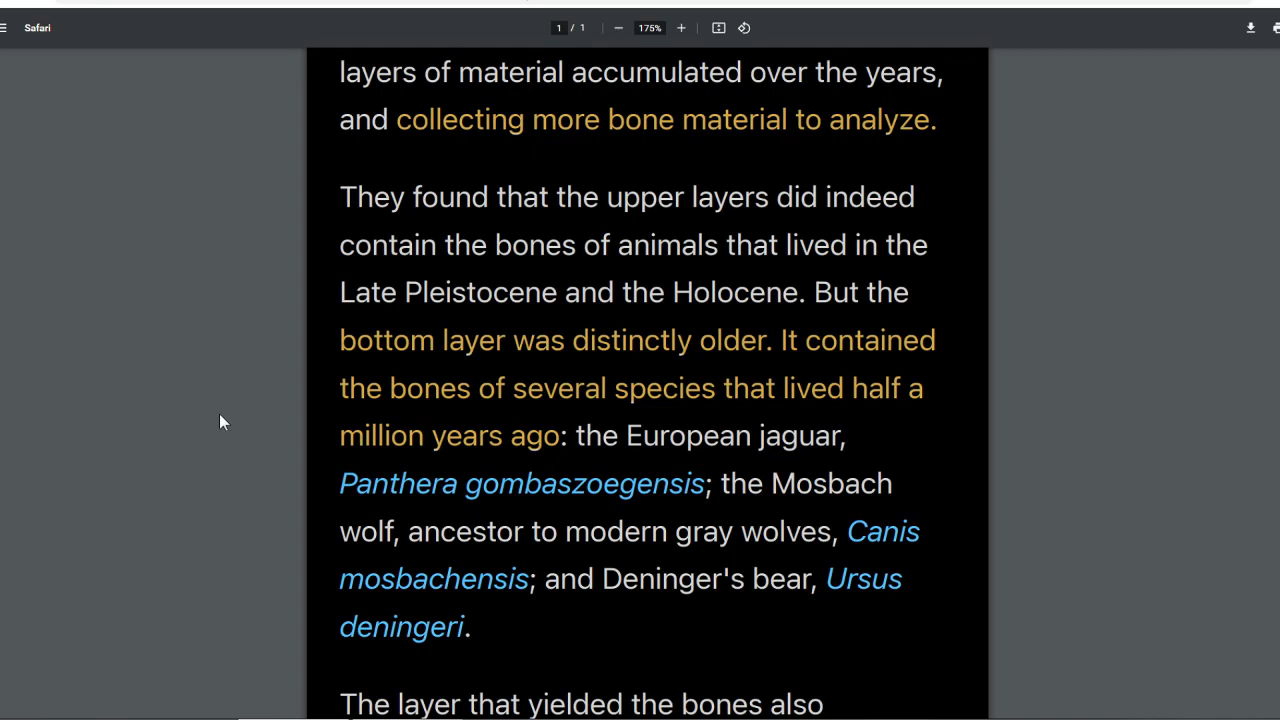 Safari
1 / 1
175%
layers of material accumulated over the years,
and collecting more bone material to analyze.
They found that the upper layers did indeed
contain the bones of animals that lived in the
Late Pleistocene and the Holocene. But the
bottom layer was distinctly older. It contained
the bones of several species that lived half a
million years ago: the European jaguar,
Panthera gombaszoegensis; the Mosbach
wolf, ancestor to modern gray wolves, Canis
mosbachensis; and Deninger's bear, Ursus
deningeri.
The layer that yielded the bones also